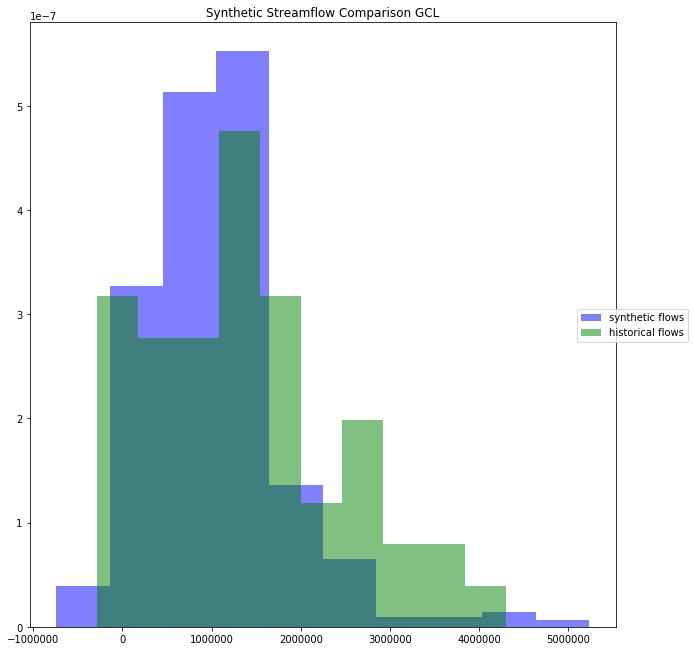 Synthetic Streamflow Comparison GCL
1e−7
5
4
3
2
1
0
synthetic flows
historical flows
−1000000 0 1000000 2000000 3000000 4000000 5000000